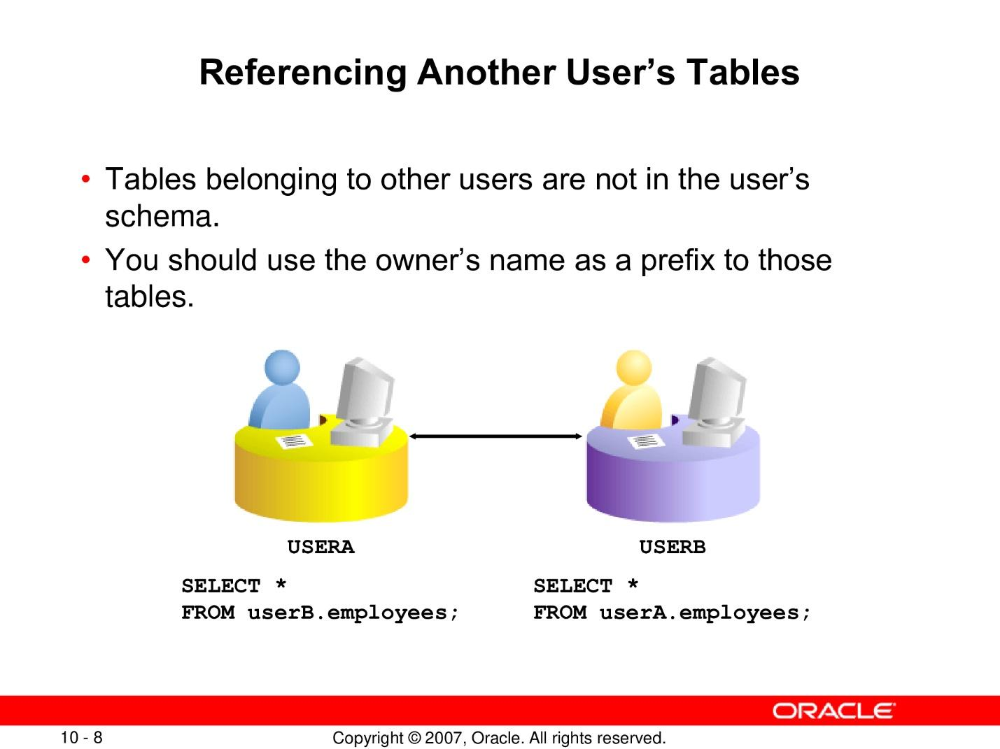 Referencing Another User’s Tables
• Tables belonging to other users are not in the user’s
schema.
• You should use the owner’s name as a prefix to those
tables.
USERA
USERB
SELECT *
FROM userB.employees;
SELECT *
FROM userA.employees;
ORACLE
10 - 8
Copyright © 2007, Oracle. All rights reserved.